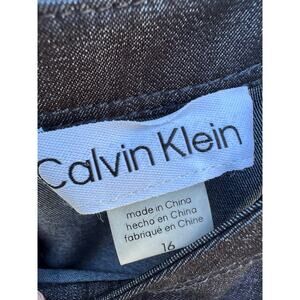 Calvin Klein
made in China
hecho en China
fabriqué en Chine
16